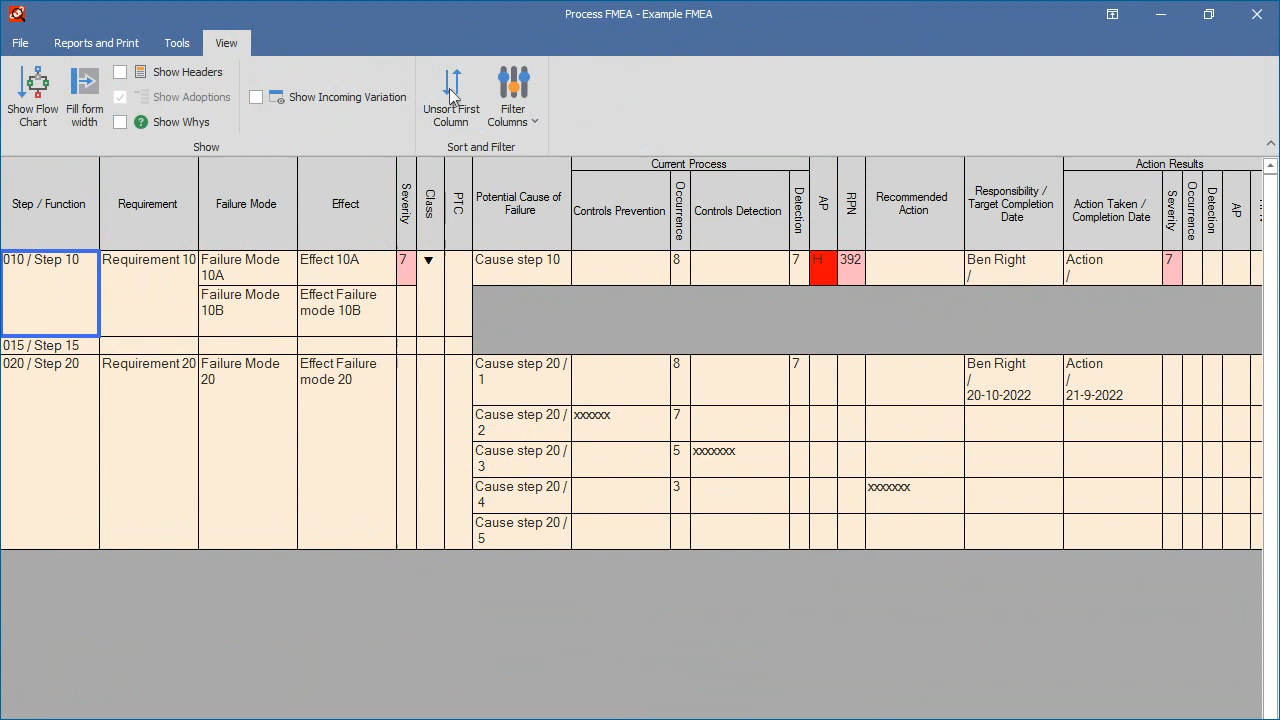 Process FMEA - Example FMEA
File
Reports and Print
Tools
View
Show Flow
Chart
Fill form
width
Show Headers
Show Adoptions
Show Whys
Show Incoming Variation
Unsort First
Column
Filter
Columns
Show
Sort and Filter
Step / Function
Requirement
Failure Mode
Effect
Severity
Class
PTC
Potential Cause of
Failure
Current Process
Controls Prevention
Occurrence
Controls Detection
Detection
AP
RPN
Recommended
Action
Responsibility /
Target Completion
Date
Action Results
Action Taken /
Completion Date
Severity
Occurrence
Detection
AP
010 / Step 10
Requirement 10
Failure Mode
10A
Effect 10A
7
Cause step 10
8
7
H
392
Ben Right
/
Action
/
7
Failure Mode
10B
Effect Failure
mode 10B
015 / Step 15
020 / Step 20
Requirement 20
Failure Mode
20
Effect Failure
mode 20
Cause step 20 /
1
8
7
Ben Right
/
20-10-2022
Action
/
21-9-2022
Cause step 20 /
2
xxxxxx
7
Cause step 20 /
3
5
xxxxxxx
Cause step 20 /
4
3
xxxxxxx
Cause step 20 /
5